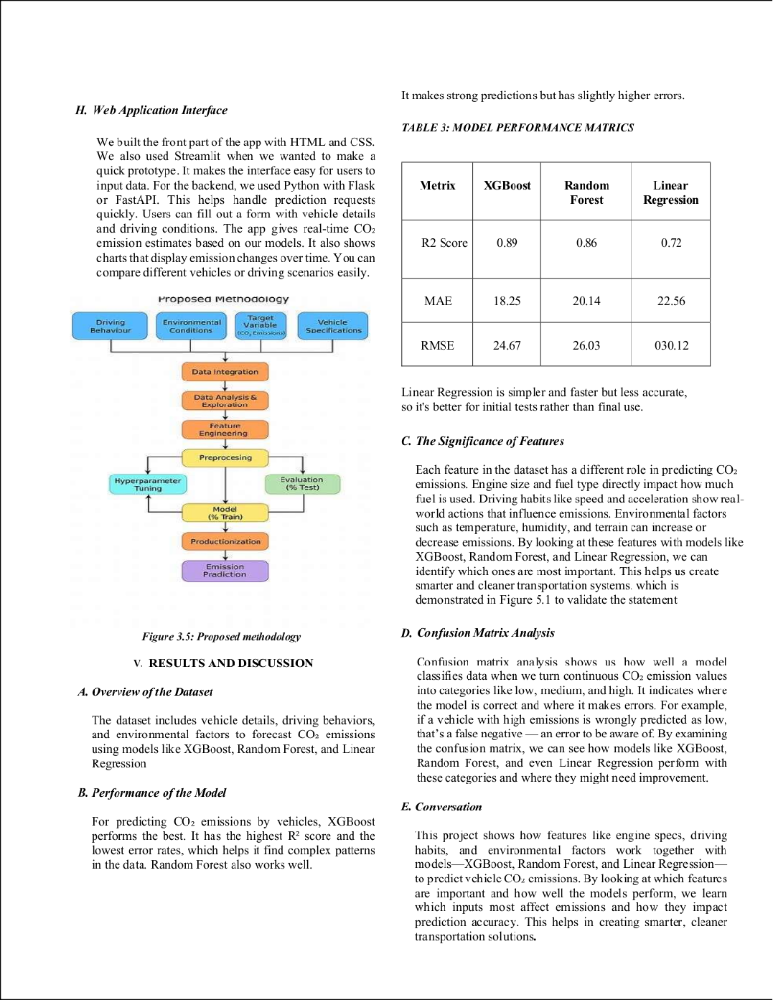 H. Web Application Interface
We built the front part of the app with HTML and CSS.
We also used Streamlit when we wanted to make a
quick prototype. It makes the interface easy for users to
input data. For the backend, we used Python with Flask
or FastAPI. This helps handle prediction requests
quickly. Users can fill out a form with vehicle details
and driving conditions. The app gives real-time CO₂
emission estimates based on our models. It also shows
charts that display emission changes over time. You can
compare different vehicles or driving scenarios easily.
Proposed Methodology
Driving
Behaviour
Environmental
Conditions
Target
Variable
(CO₂ Emissions)
Vehicle
Specifications
Data Integration
Data Analysis &
Exploration
Feature
Engineering
Preprocesing
Hyperparameter
Tuning
Evaluation
(% Test)
Model
(% Train)
Productionization
Emission
Pradiction
Figure 3.5: Proposed methodology
V. RESULTS AND DISCUSSION
A. Overview of the Dataset
The dataset includes vehicle details, driving behaviors,
and environmental factors to forecast CO₂ emissions
using models like XGBoost, Random Forest, and Linear
Regression
B. Performance of the Model
For predicting CO₂ emissions by vehicles, XGBoost
performs the best. It has the highest R² score and the
lowest error rates, which helps it find complex patterns
in the data. Random Forest also works well.
It makes strong predictions but has slightly higher errors.
TABLE 3: MODEL PERFORMANCE MATRICS
Metrix XGBoost Random Forest Linear Regression
R2 Score 0.89 0.86 0.72
MAE 18.25 20.14 22.56
RMSE 24.67 26.03 030.12
Linear Regression is simpler and faster but less accurate,
so it's better for initial tests rather than final use.
C. The Significance of Features
Each feature in the dataset has a different role in predicting CO₂
emissions. Engine size and fuel type directly impact how much
fuel is used. Driving habits like speed and acceleration show real-
world actions that influence emissions. Environmental factors
such as temperature, humidity, and terrain can increase or
decrease emissions. By looking at these features with models like
XGBoost, Random Forest, and Linear Regression, we can
identify which ones are most important. This helps us create
smarter and cleaner transportation systems. which is
demonstrated in Figure 5.1 to validate the statement
D. Confusion Matrix Analysis
Confusion matrix analysis shows us how well a model
classifies data when we turn continuous CO₂ emission values
into categories like low, medium, and high. It indicates where
the model is correct and where it makes errors. For example,
if a vehicle with high emissions is wrongly predicted as low,
that’s a false negative — an error to be aware of. By examining
the confusion matrix, we can see how models like XGBoost,
Random Forest, and even Linear Regression perform with
these categories and where they might need improvement.
E. Conversation
This project shows how features like engine specs, driving
habits, and environmental factors work together with
models—XGBoost, Random Forest, and Linear Regression—
to predict vehicle CO₂ emissions. By looking at which features
are important and how well the models perform, we learn
which inputs most affect emissions and how they impact
prediction accuracy. This helps in creating smarter, cleaner
transportation solutions.